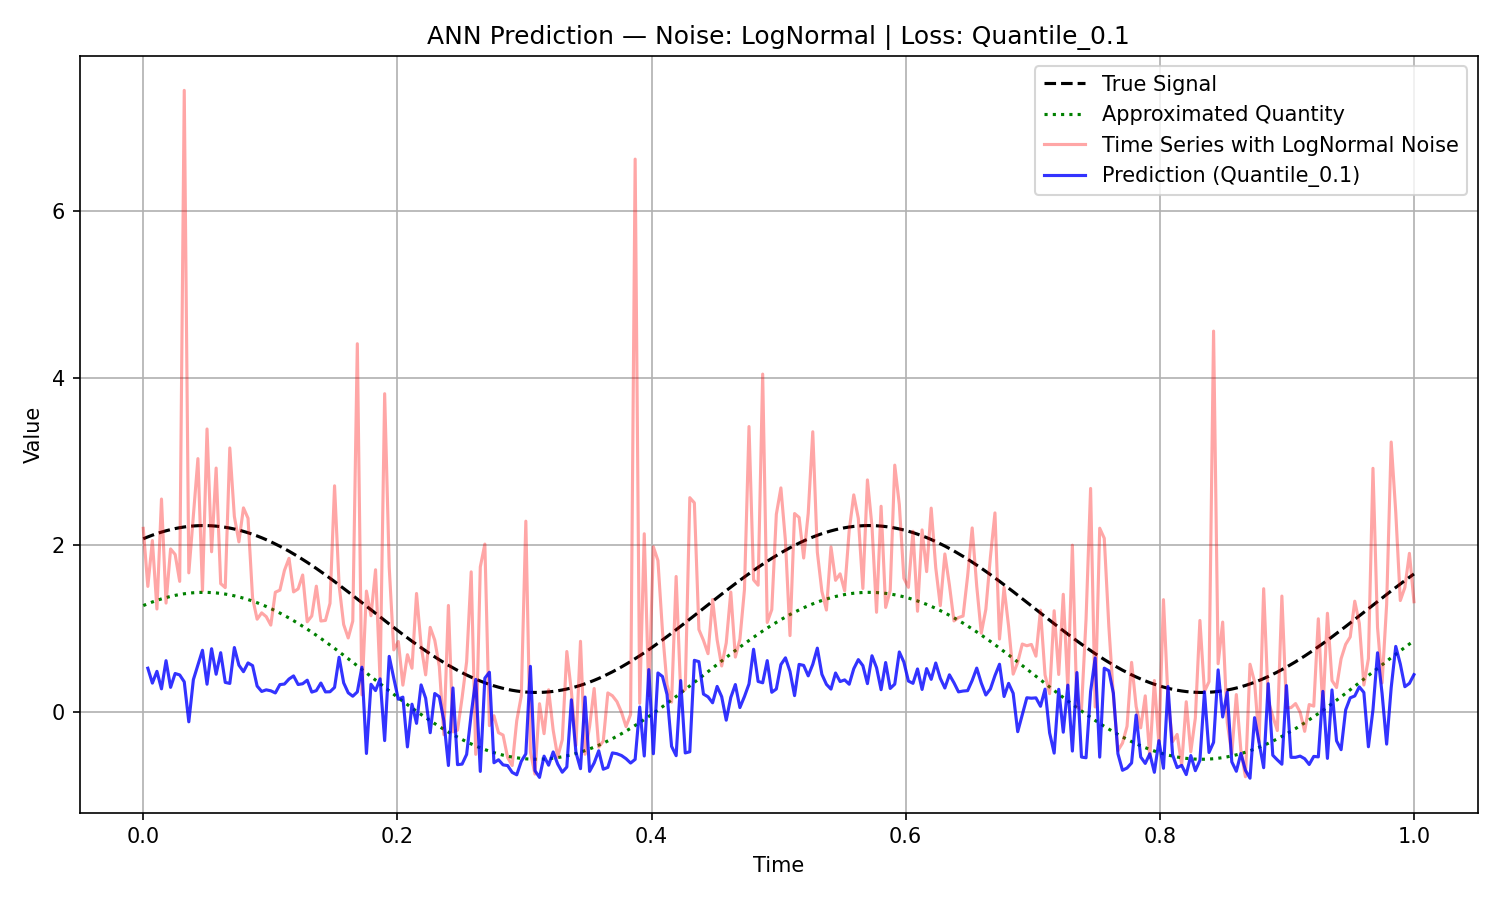 ANN Prediction — Noise: LogNormal | Loss: Quantile_0.1
True Signal
Approximated Quantity
Time Series with LogNormal Noise
Prediction (Quantile_0.1)
6
4
2
0
Value
0.0 0.2 0.4 0.6 0.8 1.0
Time